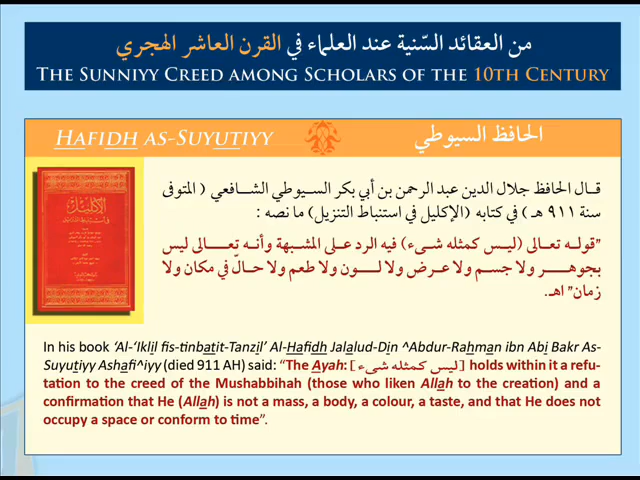 من العقائد السّنية عند العلماء في القرن العاشر الهجري
THE SUNNIYY CREED AMONG SCHOLARS OF THE 10TH CENTURY
HAFIDH AS-SUYUTIYY
الحافظ السيوطي
قال الحافظ جلال الدين عبد الرحمن بن أبي بكر السيوطي الشافعي (المتوفى
سنة ٩١١ هـ) في كتابه (الإكليل في استنباط التنزيل) ما نصه :
"قوله تعالى (ليس كمثله شىء) فيه الرد على المشبهة وأنه تعالى ليس
بجوهر ولا جسم ولا عرض ولا لون ولا طعم ولا حالّ في مكان ولا
زمان" اهـ.
الإكليل
In his book 'Al-'Iklil fis-tinbatit-Tanzil' Al-Hafidh Jalalud-Din ^Abdur-Rahman ibn Abi Bakr As-
Suyutiyy Ashafi^iyy (died 911 AH) said: "The Ayah: [ليس كمثله شىء] holds within it a refu-
tation to the creed of the Mushabbihah (those who liken Allah to the creation) and a
confirmation that He (Allah) is not a mass, a body, a colour, a taste, and that He does not
occupy a space or conform to time".